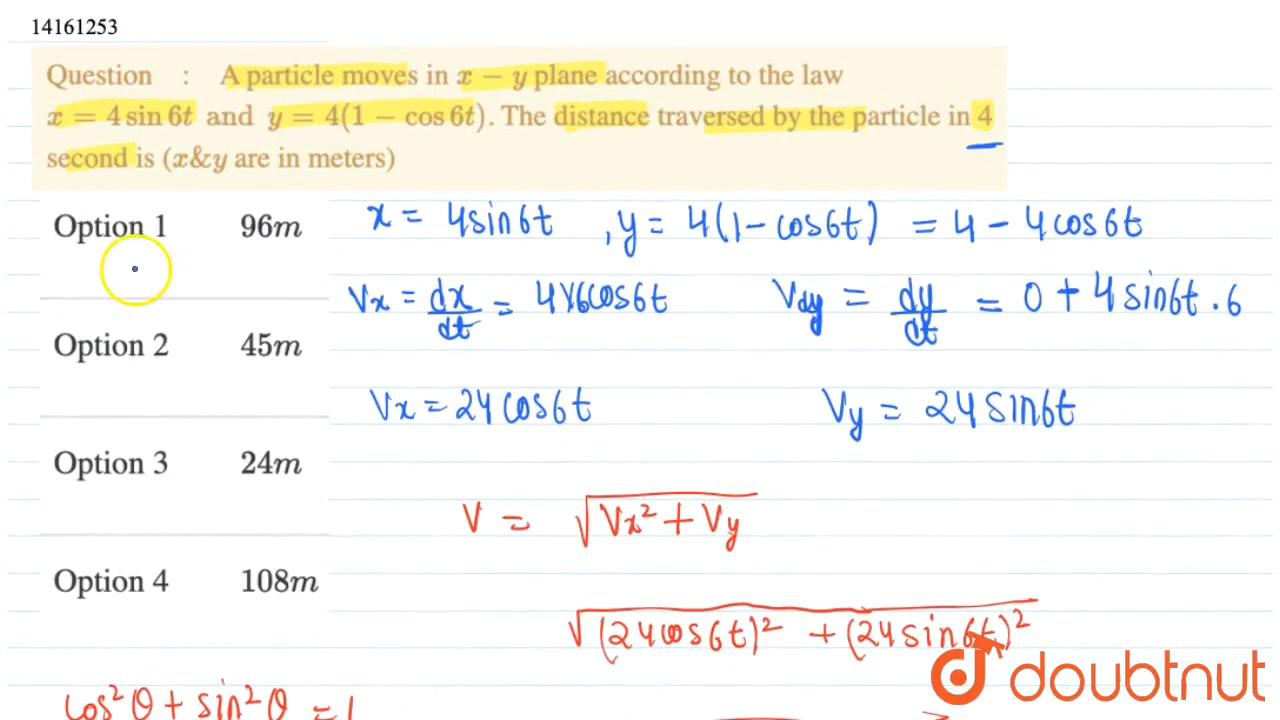 14161253
Question : A particle moves in x − y plane according to the law
x = 4 sin 6t and y = 4(1 − cos 6t). The distance traversed by the particle in 4
second is (x&y are in meters)
Option 1 96m
x = 4sin6t , y = 4(1 - cos6t) = 4 - 4cos6t
Vx = dx/dt = 4×6cos6t Vdy = dy/dt = 0 + 4sin6t . 6
Option 2 45m
Vx = 24cos6t Vy = 24sin6t
Option 3 24m
V = √Vx² + Vy
Option 4 108m
√(24cos6t)² + (24sin6t)²
doubtnut
cos²θ + sin²θ = 1